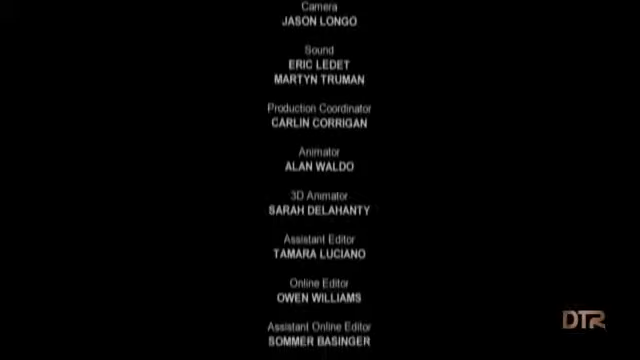 Camera
JASON LONGO
Sound
ERIC LEDET
MARTYN TRUMAN
Production Coordinator
CARLIN CORRIGAN
Animator
ALAN WALDO
3D Animator
SARAH DELAHANTY
Assistant Editor
TAMARA LUCIANO
Online Editor
OWEN WILLIAMS
Assistant Online Editor
SOMMER BASINGER
DTR